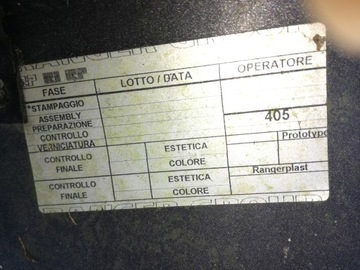 FASE LOTTO / DATA OPERATORE
*STAMPAGGIO
ASSEMBLY
PREPARAZIONE 405
CONTROLLO
VERNICIATURA Prototype
CONTROLLO
FINALE ESTETICA
COLORE Rangerplast
CONTROLLO
FINALE ESTETICA
COLORE